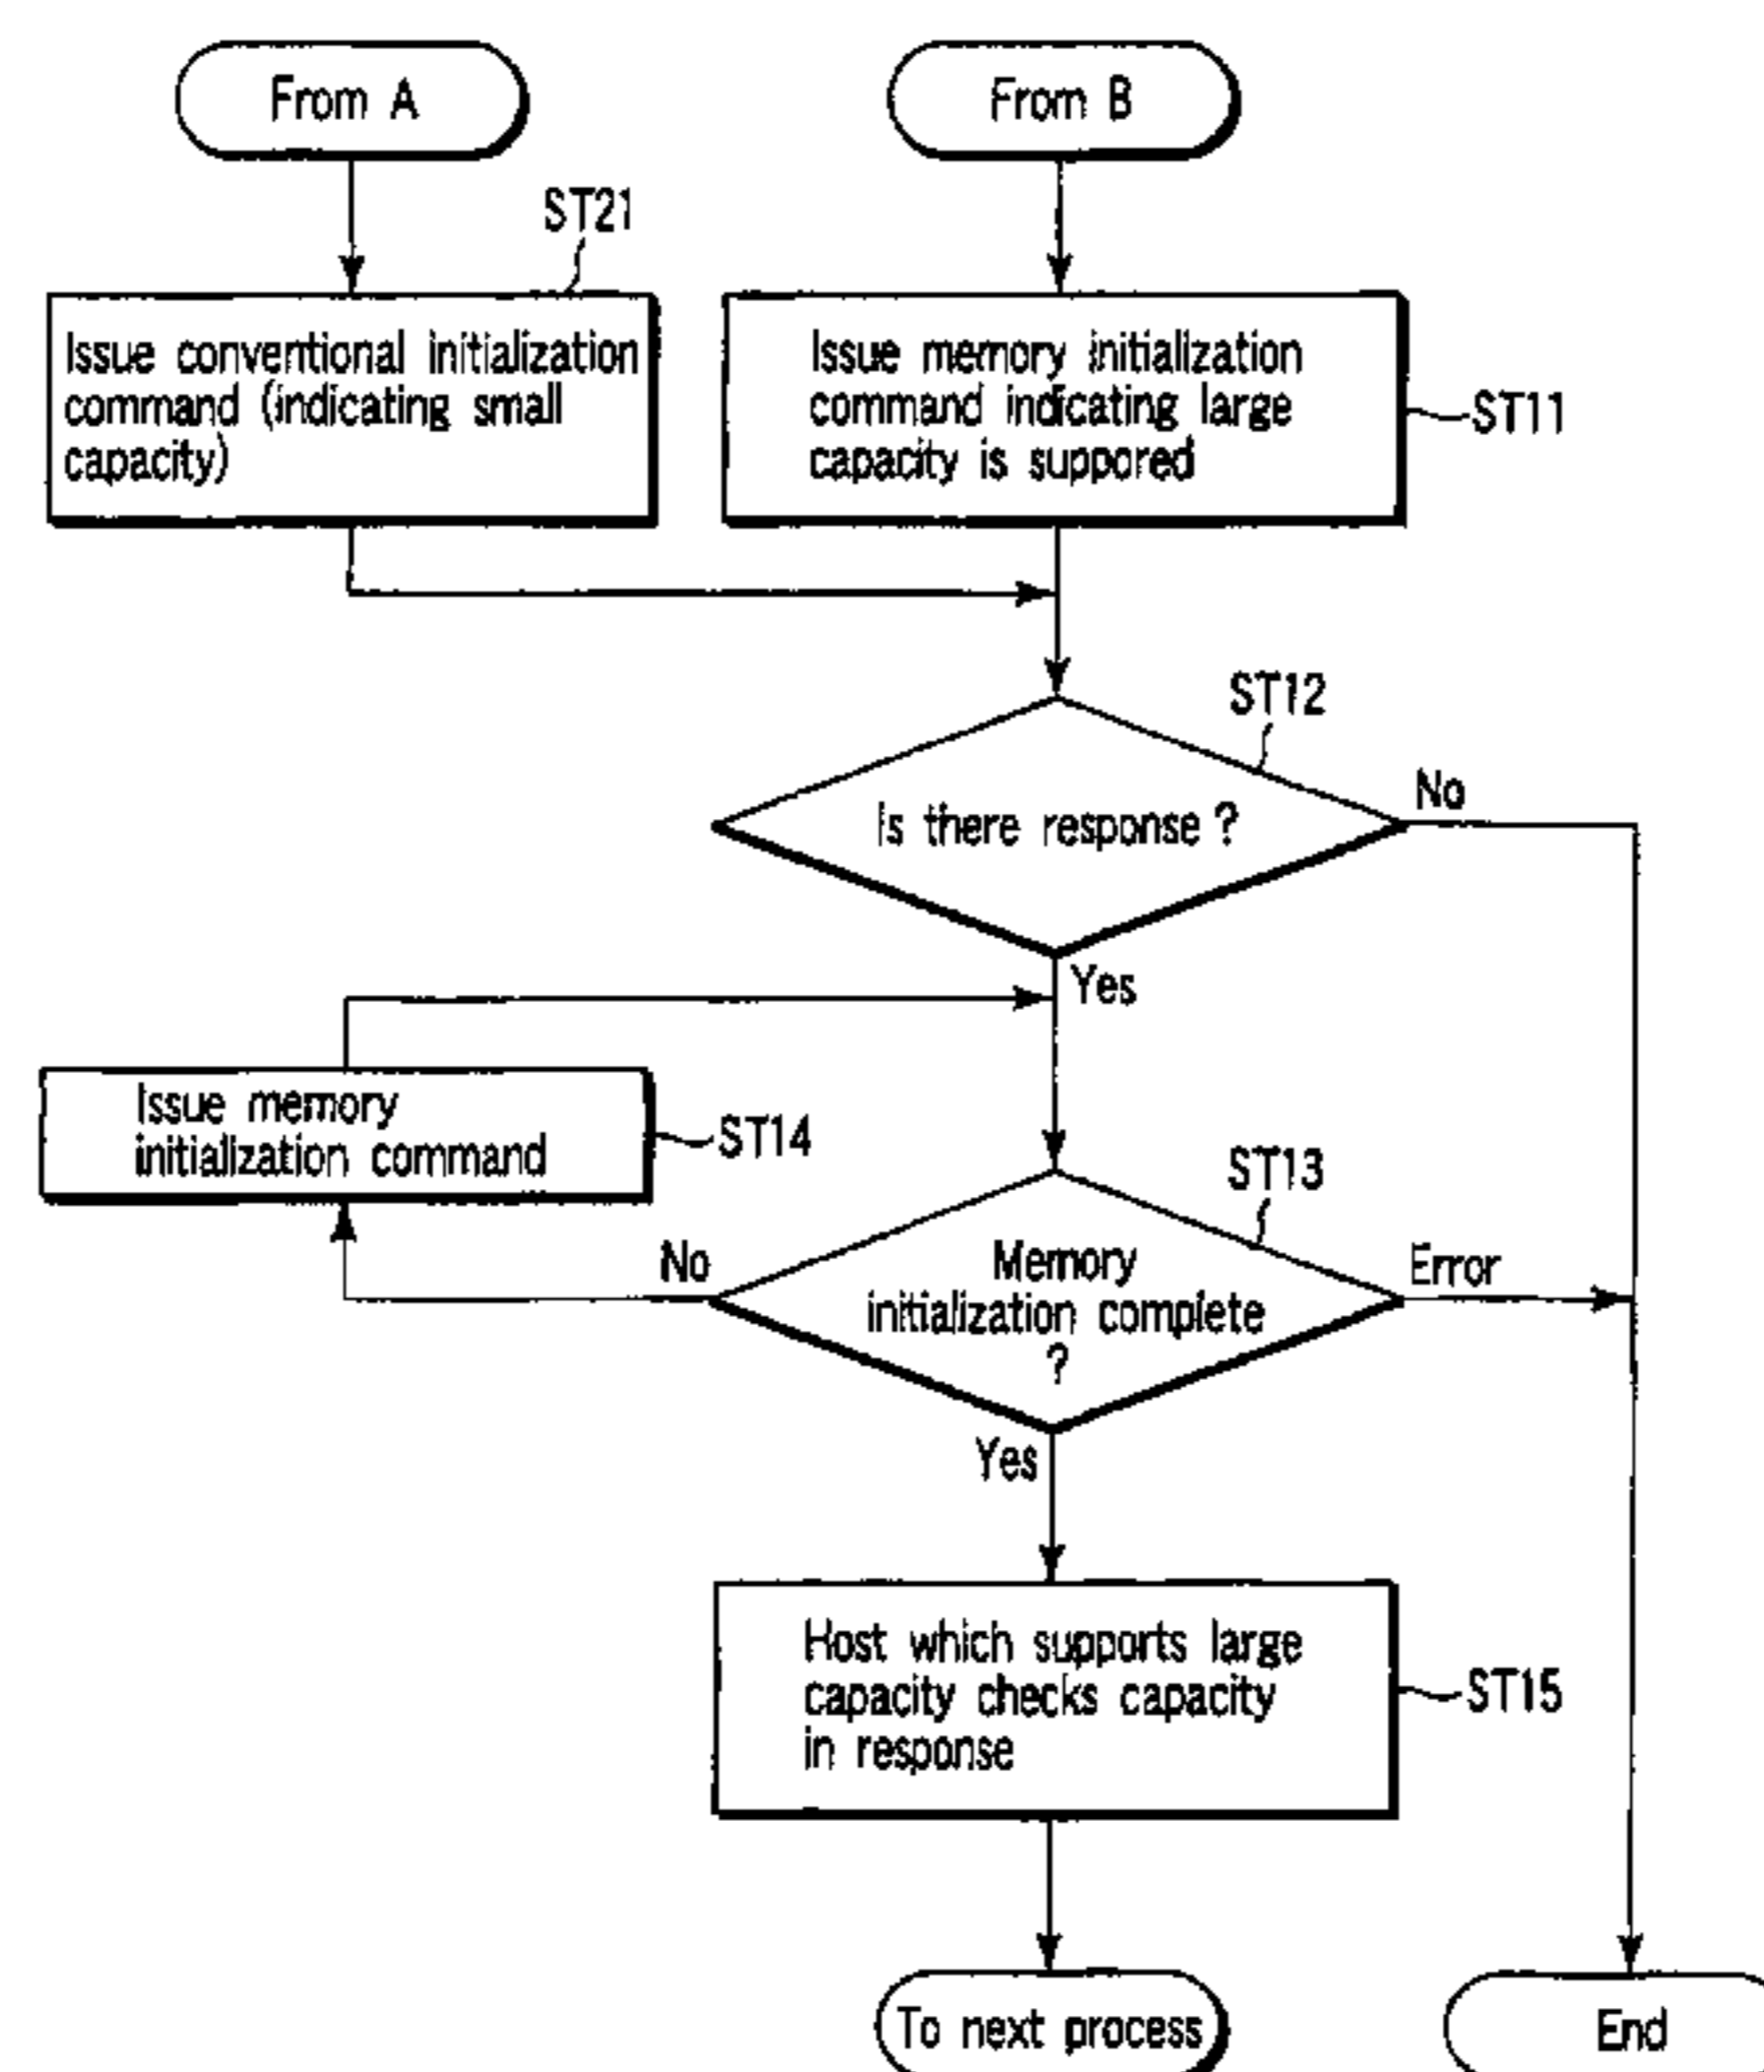 From A
From B
ST21
Issue conventional initialization
command (indicating small
capacity)
Issue memory initialization
command indicating large
capacity is suppored
ST11
ST12
Is there response ?
No
Yes
Issue memory
initialization command
ST14
ST13
Memory
initialization complete
?
No
Error
Yes
Host which supports large
capacity checks capacity
in response
ST15
To next process
End